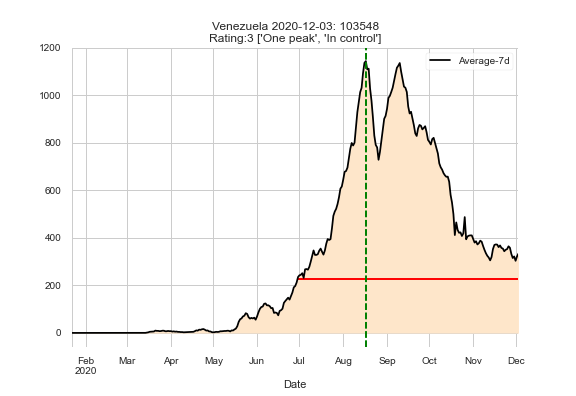 Venezuela 2020-12-03: 103548
Rating:3 ['One peak', 'In control']
Average-7d
1200
1000
800
600
400
200
0
Feb Mar Apr May Jun Jul Aug Sep Oct Nov Dec
2020
Date